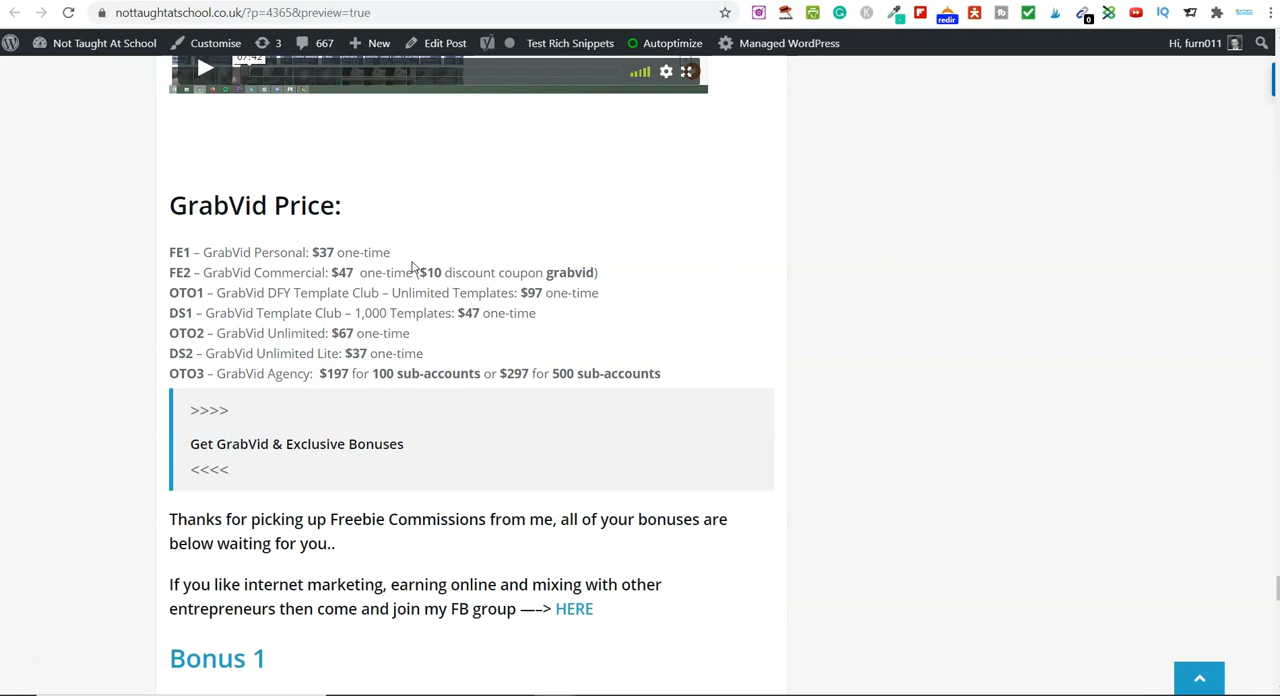 nottaughtatschool.co.uk/?p=4365&preview=true
Not Taught At School Customise 3 667 New Edit Post Test Rich Snippets Autoptimize Managed WordPress Hi, furn011
07:42
GrabVid Price:
FE1 – GrabVid Personal: $37 one-time
FE2 – GrabVid Commercial: $47 one-time ($10 discount coupon grabvid)
OTO1 – GrabVid DFY Template Club – Unlimited Templates: $97 one-time
DS1 – GrabVid Template Club – 1,000 Templates: $47 one-time
OTO2 – GrabVid Unlimited: $67 one-time
DS2 – GrabVid Unlimited Lite: $37 one-time
OTO3 – GrabVid Agency: $197 for 100 sub-accounts or $297 for 500 sub-accounts
>>>>
Get GrabVid & Exclusive Bonuses
<<<<
Thanks for picking up Freebie Commissions from me, all of your bonuses are
below waiting for you..
If you like internet marketing, earning online and mixing with other
entrepreneurs then come and join my FB group —-> HERE
Bonus 1